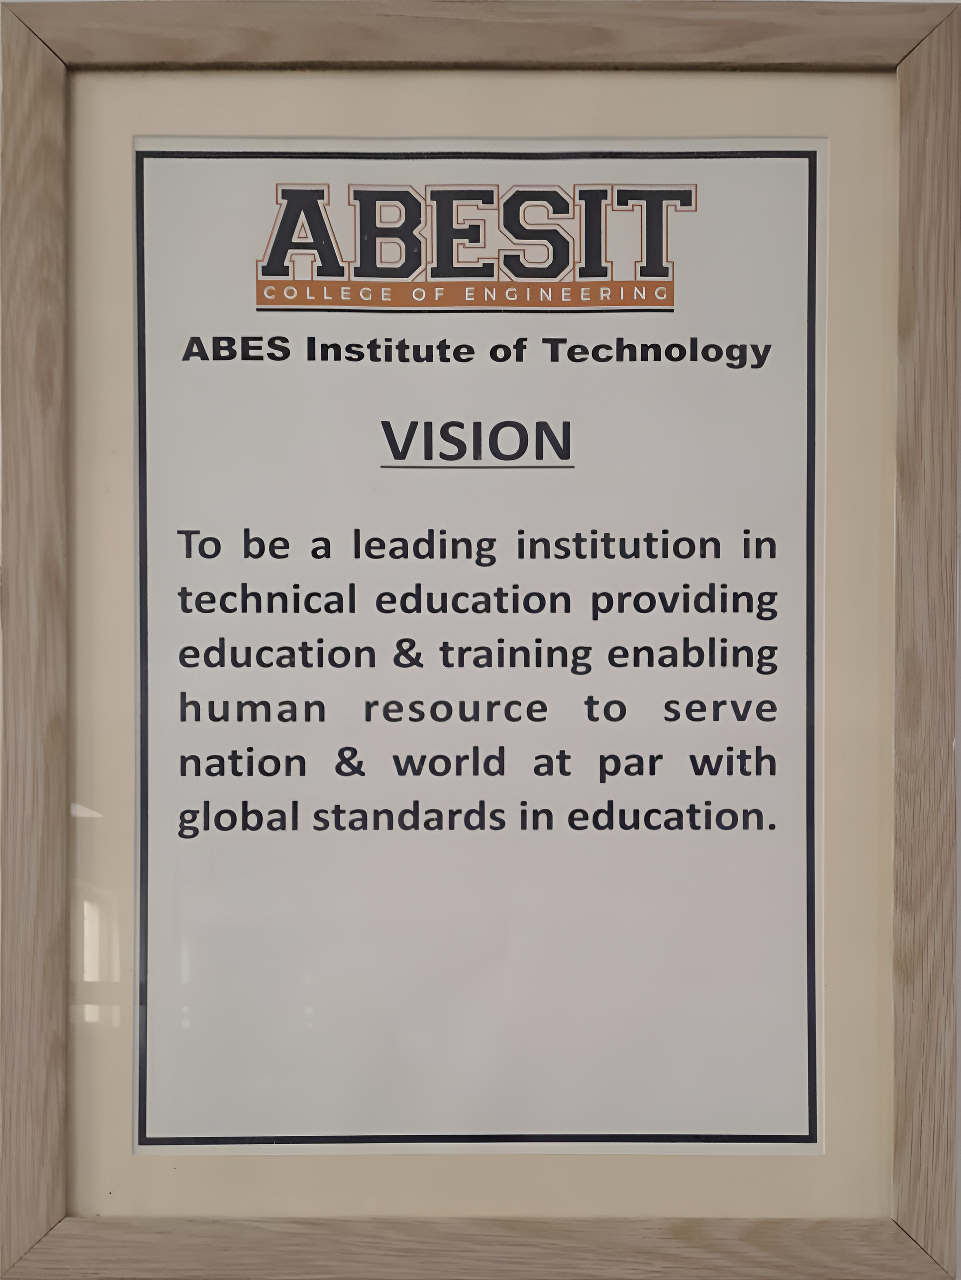 ABESIT
COLLEGE OF ENGINEERING
ABES Institute of Technology
VISION
To be a leading institution in
technical education providing
education & training enabling
human resource to serve
nation & world at par with
global standards in education.